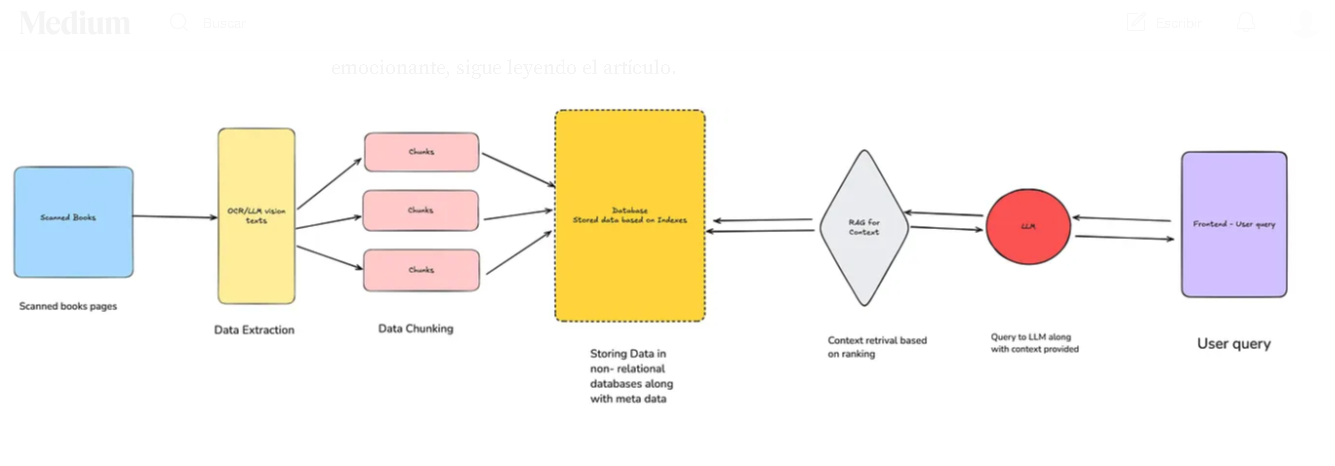 Medium
Buscar
Escribe
emocionante, sigue leyendo el artículo.
Scanned Books
Scanned books pages
OCR/LLM vision
texts
Data Extraction
Chunks
Chunks
Chunks
Data Chunking
Database
Stored data based on Indexes
Storing Data in
non- relational
databases along
with meta data
RAG for
Context
Context retrival based
on ranking
LLM
Query to LLM along
with context provided
Frontend - User query
User query